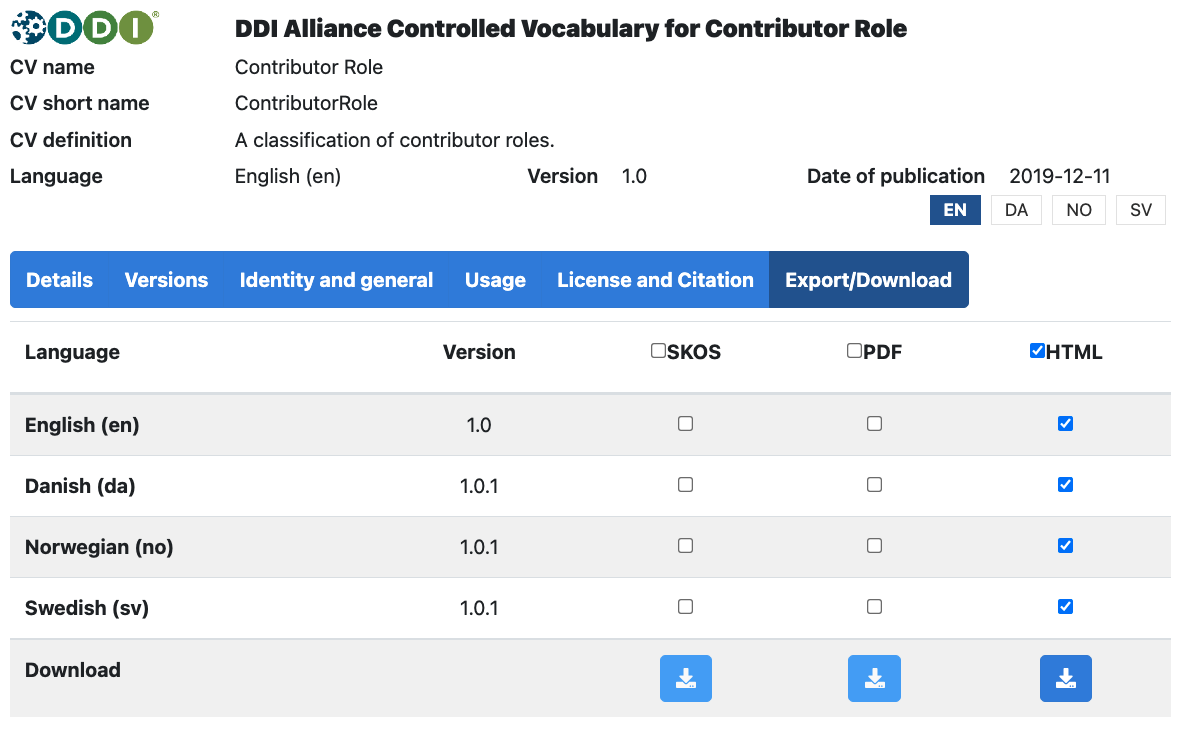 DDI® DDI Alliance Controlled Vocabulary for Contributor Role
CV name Contributor Role
CV short name ContributorRole
CV definition A classification of contributor roles.
Language English (en) Version 1.0 Date of publication 2019-12-11
EN DA NO SV
Details Versions Identity and general Usage License and Citation Export/Download
Language Version SKOS PDF HTML
English (en) 1.0
Danish (da) 1.0.1
Norwegian (no) 1.0.1
Swedish (sv) 1.0.1
Download